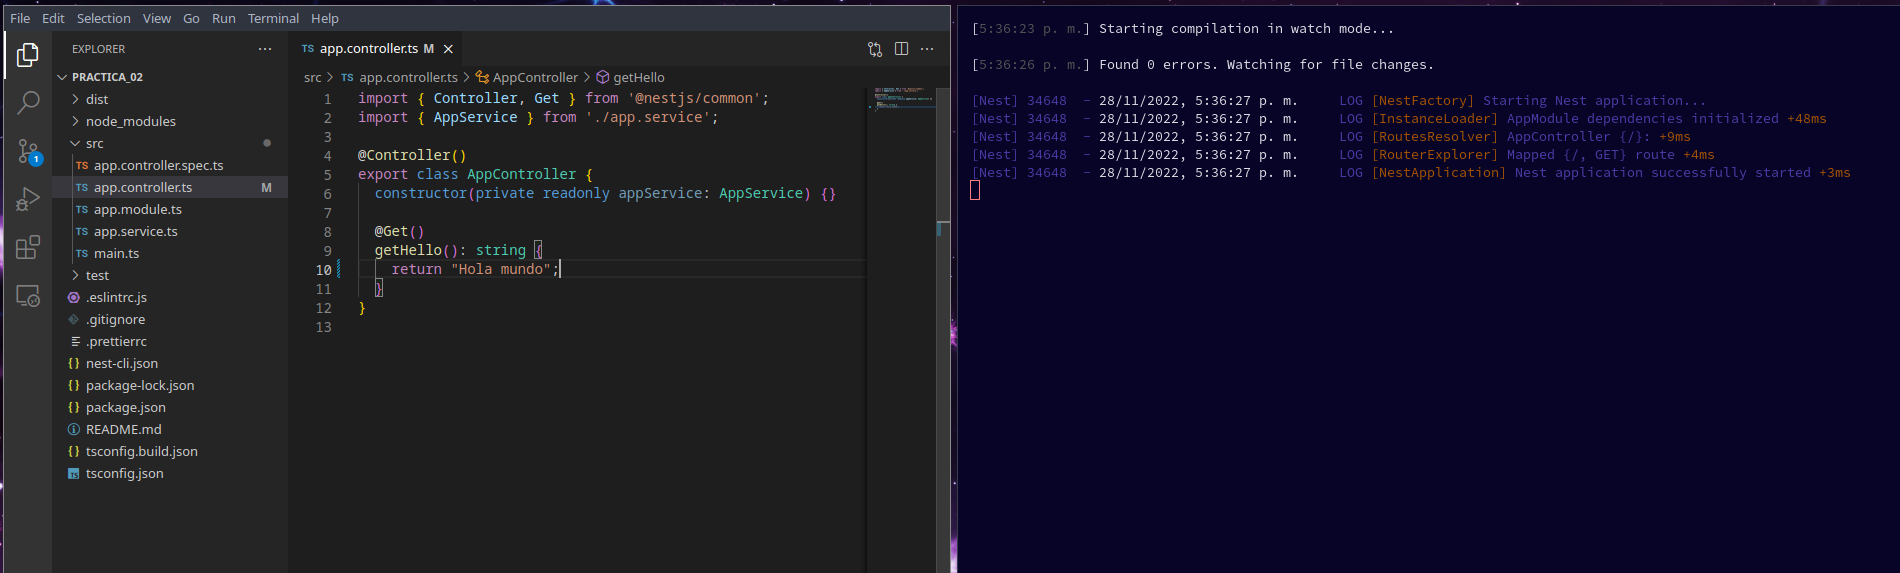 File Edit Selection View Go Run Terminal Help
EXPLORER
PRACTICA_02
dist
node_modules
src
TS app.controller.spec.ts
TS app.controller.ts M
TS app.module.ts
TS app.service.ts
TS main.ts
test
.eslintrc.js
.gitignore
.prettierrc
{} nest-cli.json
{} package-lock.json
{} package.json
README.md
{} tsconfig.build.json
TS tsconfig.json
1
TS app.controller.ts M
src > TS app.controller.ts > AppController > getHello
1 import { Controller, Get } from '@nestjs/common';
2 import { AppService } from './app.service';
3
4 @Controller()
5 export class AppController {
6 constructor(private readonly appService: AppService) {}
7
8 @Get()
9 getHello(): string {
10 return "Hola mundo";
11 }
12 }
13
[5:36:23 p. m.] Starting compilation in watch mode...
[5:36:26 p. m.] Found 0 errors. Watching for file changes.
[Nest] 34648 - 28/11/2022, 5:36:27 p. m. LOG [NestFactory] Starting Nest application...
[Nest] 34648 - 28/11/2022, 5:36:27 p. m. LOG [InstanceLoader] AppModule dependencies initialized +48ms
[Nest] 34648 - 28/11/2022, 5:36:27 p. m. LOG [RoutesResolver] AppController {/}: +9ms
[Nest] 34648 - 28/11/2022, 5:36:27 p. m. LOG [RouterExplorer] Mapped {/, GET} route +4ms
[Nest] 34648 - 28/11/2022, 5:36:27 p. m. LOG [NestApplication] Nest application successfully started +3ms